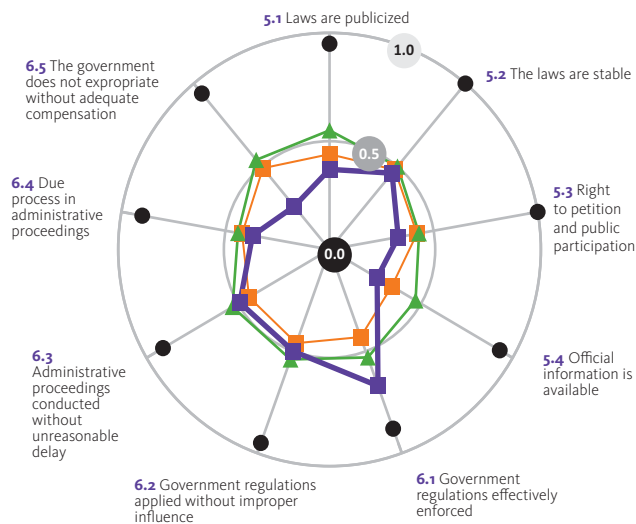 5.1 Laws are publicized
1.0
5.2 The laws are stable
6.5 The government
does not expropriate
without adequate
compensation
0.5
6.4 Due
process in
administrative
proceedings
5.3 Right
to petition
and public
participation
0.0
6.3
Administrative
proceedings
conducted
without
unreasonable
delay
5.4 Official
information is
available
6.2 Government regulations
applied without improper
influence
6.1 Government
regulations effectively
enforced